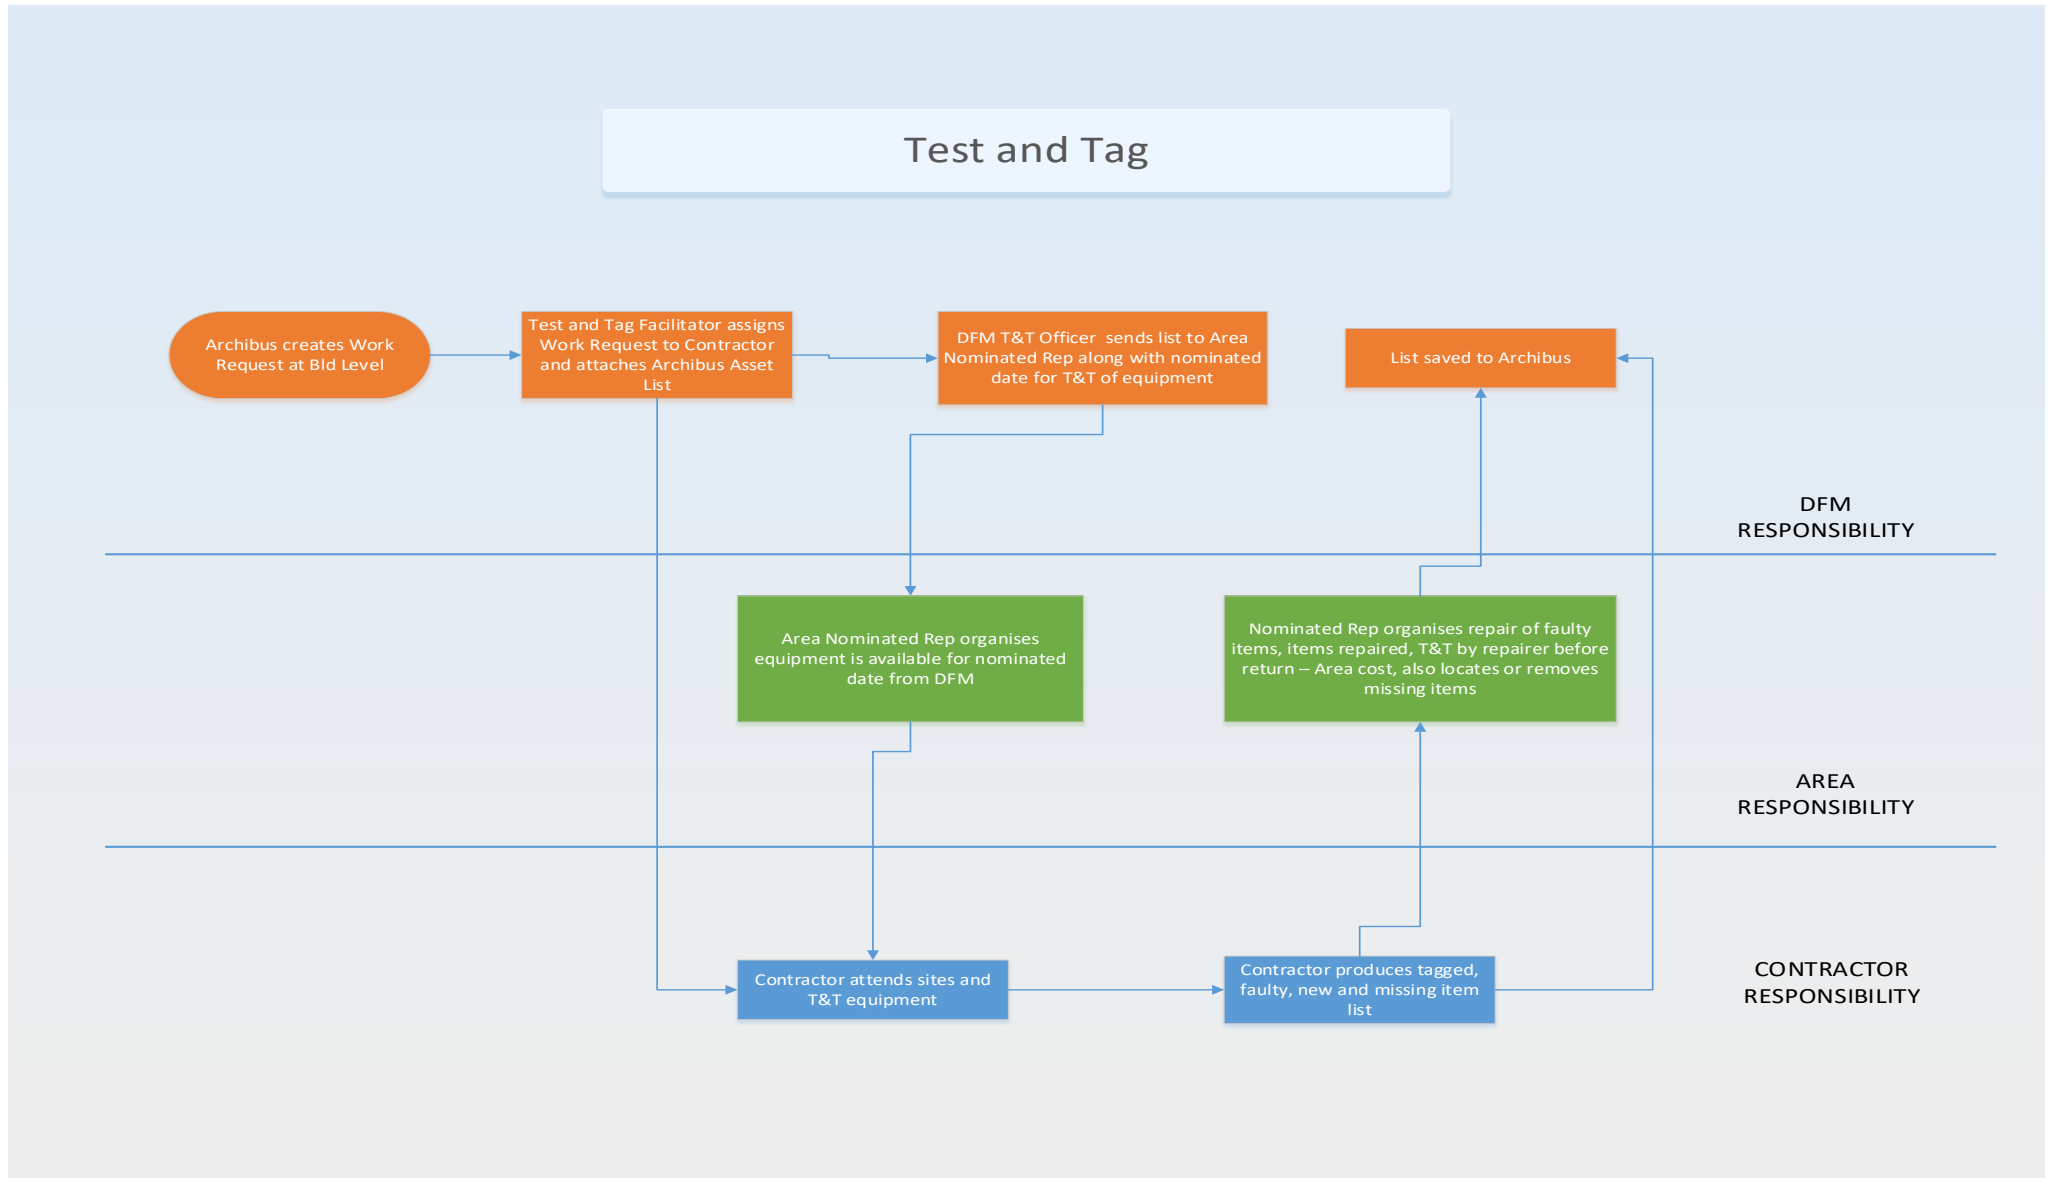 Test and Tag
Archibus creates Work
Request at Bld Level
Test and Tag Facilitator assigns
Work Request to Contractor
and attaches Archibus Asset
List
DFM T&T Officer  sends list to Area
Nominated Rep along with nominated
date for T&T of equipment
List saved to Archibus
DFM
RESPONSIBILITY
Area Nominated Rep organises
equipment is available for nominated
date from DFM
Nominated Rep organises repair of faulty
items, items repaired, T&T by repairer before
return – Area cost, also locates or removes
missing items
AREA
RESPONSIBILITY
Contractor attends sites and
T&T equipment
Contractor produces tagged,
faulty, new and missing item
list
CONTRACTOR
RESPONSIBILITY